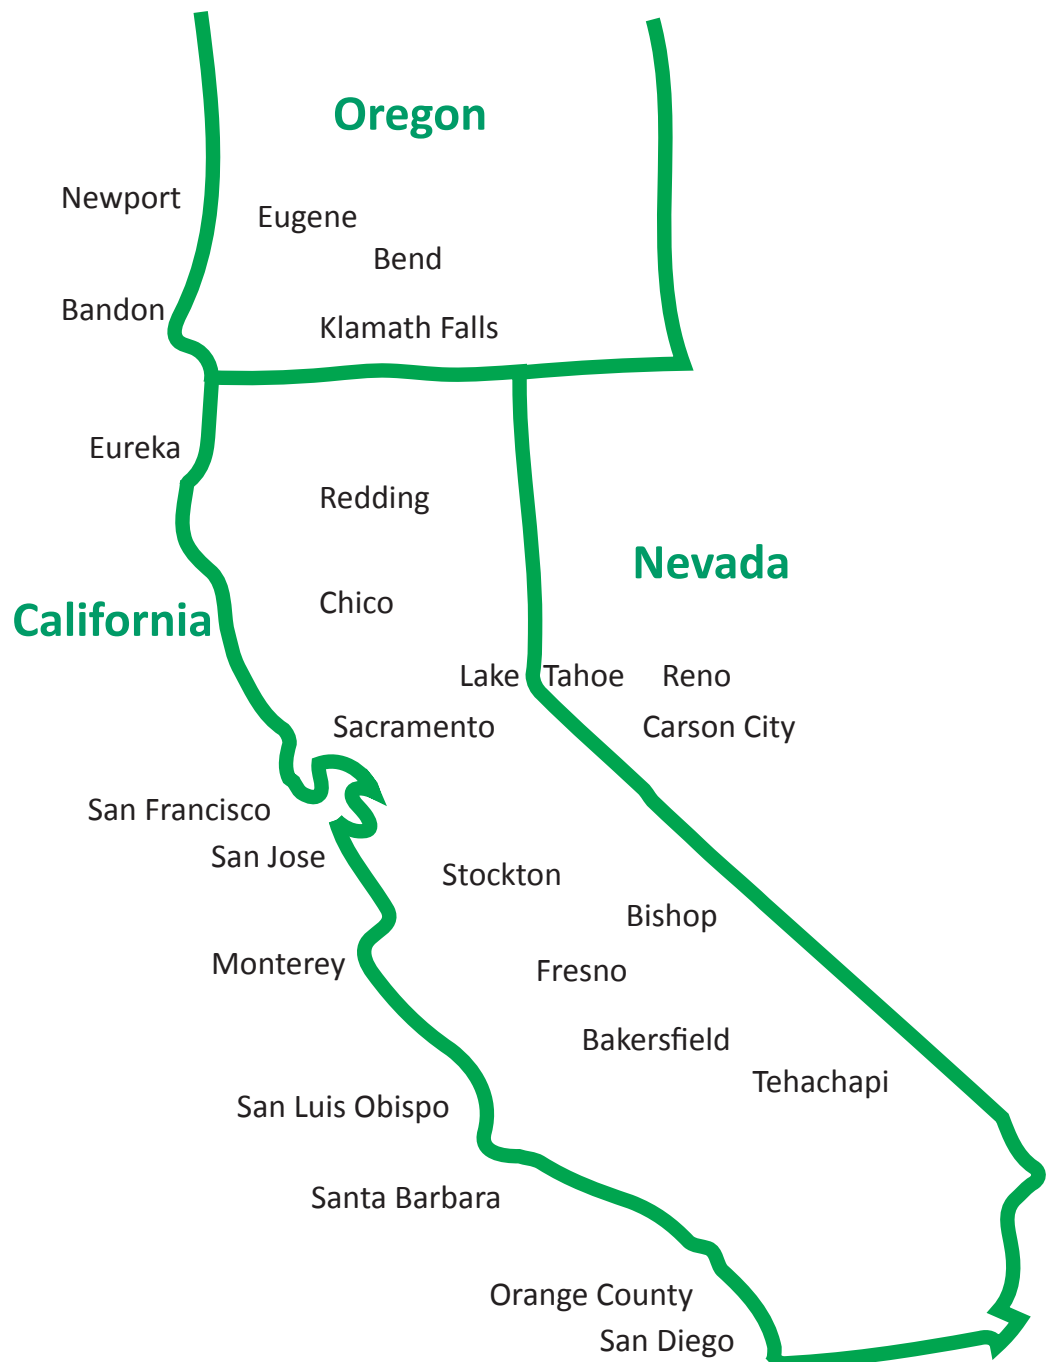 Oregon
Newport
Eugene
Bend
Bandon
Klamath Falls
Eureka
Redding
Nevada
Chico
California
Lake Tahoe
Reno
Sacramento
Carson City
San Francisco
San Jose
Stockton
Bishop
Monterey
Fresno
Bakersfield
Tehachapi
San Luis Obispo
Santa Barbara
Orange County
San Diego